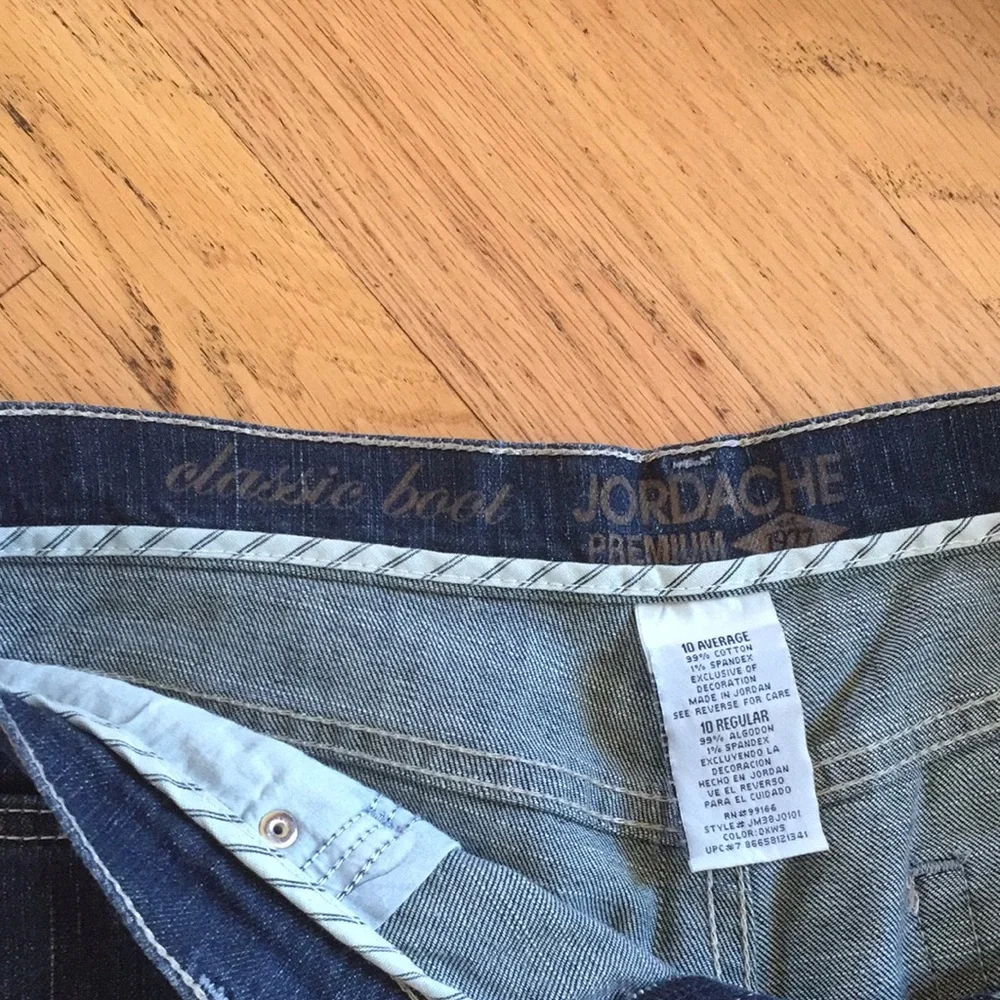 classic boot
JORDACHE
PREMIUM 1977
10 AVERAGE
99% COTTON
1% SPANDEX
EXCLUSIVE OF
DECORATION
MADE IN JORDAN
SEE REVERSE FOR CARE
10 REGULAR
99% ALGODON
1% SPANDEX
EXCLUYENDO LA
DECORACION
HECHO EN JORDAN
VE EL REVERSO
PARA EL CUIDADO
RN#99166
STYLE# JM38J0101
COLOR: DKWS
UPC#7 86658121341